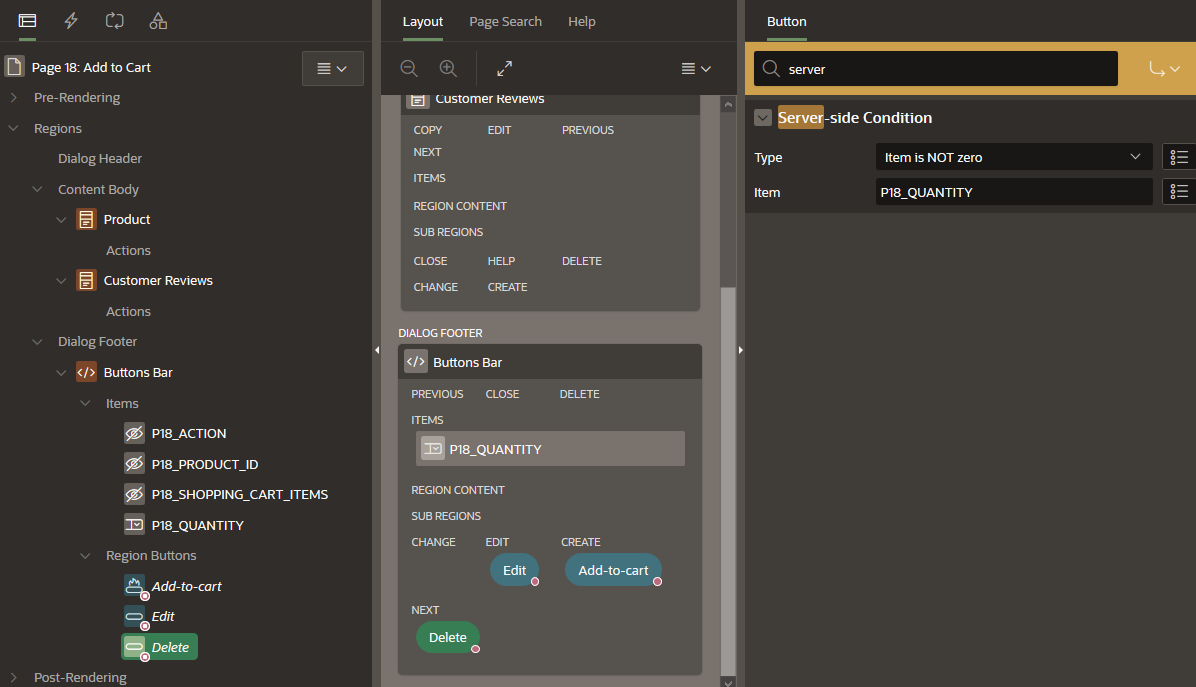 Page 18: Add to Cart
Pre-Rendering
Regions
Dialog Header
Content Body
Product
Actions
Customer Reviews
Actions
Dialog Footer
Buttons Bar
Items
P18_ACTION
P18_PRODUCT_ID
P18_SHOPPING_CART_ITEMS
P18_QUANTITY
Region Buttons
Add-to-cart
Edit
Delete
Post-Rendering
Layout Page Search Help
Customer Reviews
COPY EDIT PREVIOUS
NEXT
ITEMS
REGION CONTENT
SUB REGIONS
CLOSE HELP DELETE
CHANGE CREATE
DIALOG FOOTER
Buttons Bar
PREVIOUS CLOSE DELETE
ITEMS
P18_QUANTITY
REGION CONTENT
SUB REGIONS
CHANGE EDIT CREATE
Edit Add-to-cart
NEXT
Delete
Button
server
Server-side Condition
Type Item is NOT zero
Item P18_QUANTITY